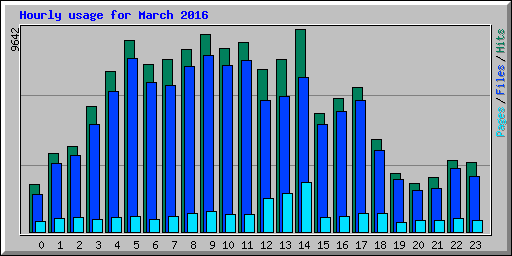 Hourly usage for March 2016
9642
Pages/Files/Hits
0 1 2 3 4 5 6 7 8 9 10 11 12 13 14 15 16 17 18 19 20 21 22 23